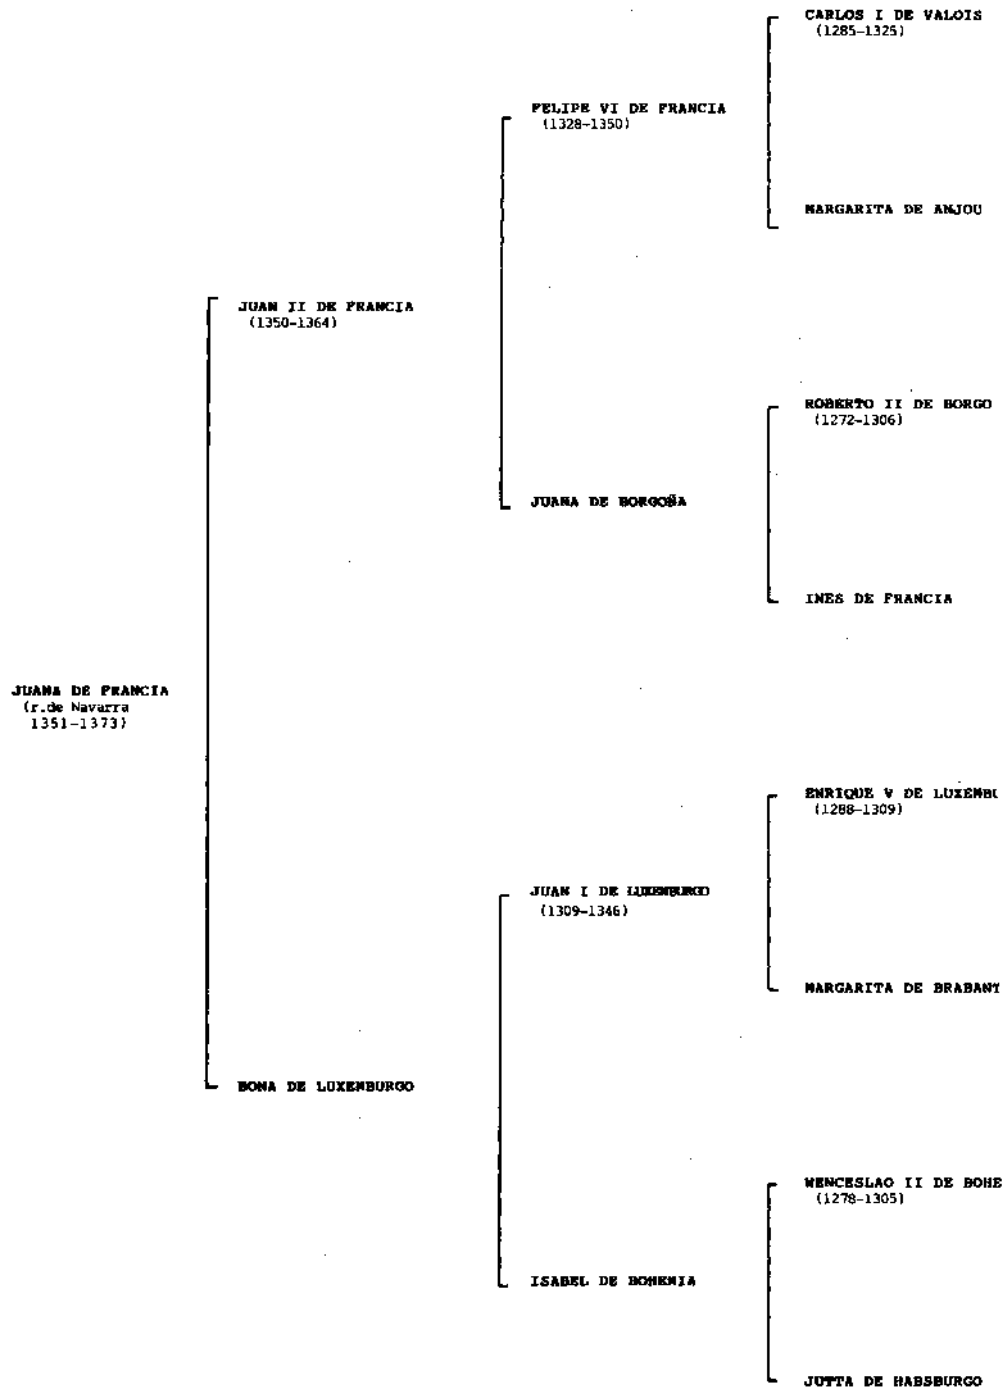 CARLOS I DE VALOIS
(1285-1325)
FELIPE VI DE FRANCIA
(1328-1350)
MARGARITA DE ANJOU
JUAN II DE FRANCIA
(1350-1364)
ROBERTO II DE BORGO
(1272-1306)
JUANA DE BORGOÑA
INES DE FRANCIA
JUANA DE FRANCIA
(r.de Navarra
1351-1373)
ENRIQUE V DE LUXEMBU
(1288-1309)
JUAN I DE LUXEMBURGO
(1309-1346)
MARGARITA DE BRABANT
BONA DE LUXENBURGO
WENCESLAO II DE BOHE
(1278-1305)
ISABEL DE BOHEMIA
JUTTA DE HABSBURGO